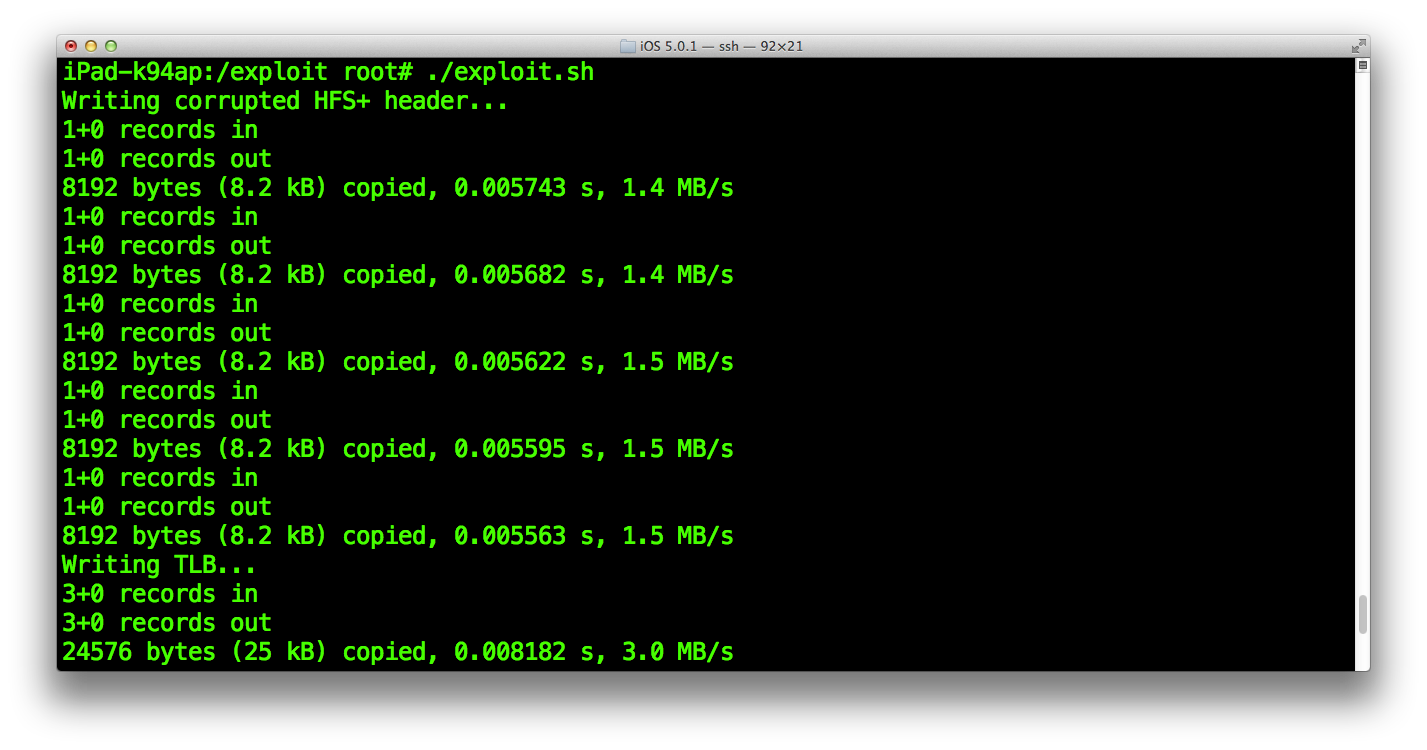 iOS 5.0.1 — ssh — 92×21
iPad-k94ap:/exploit root# ./exploit.sh
Writing corrupted HFS+ header...
1+0 records in
1+0 records out
8192 bytes (8.2 kB) copied, 0.005743 s, 1.4 MB/s
1+0 records in
1+0 records out
8192 bytes (8.2 kB) copied, 0.005682 s, 1.4 MB/s
1+0 records in
1+0 records out
8192 bytes (8.2 kB) copied, 0.005622 s, 1.5 MB/s
1+0 records in
1+0 records out
8192 bytes (8.2 kB) copied, 0.005595 s, 1.5 MB/s
1+0 records in
1+0 records out
8192 bytes (8.2 kB) copied, 0.005563 s, 1.5 MB/s
Writing TLB...
3+0 records in
3+0 records out
24576 bytes (25 kB) copied, 0.008182 s, 3.0 MB/s